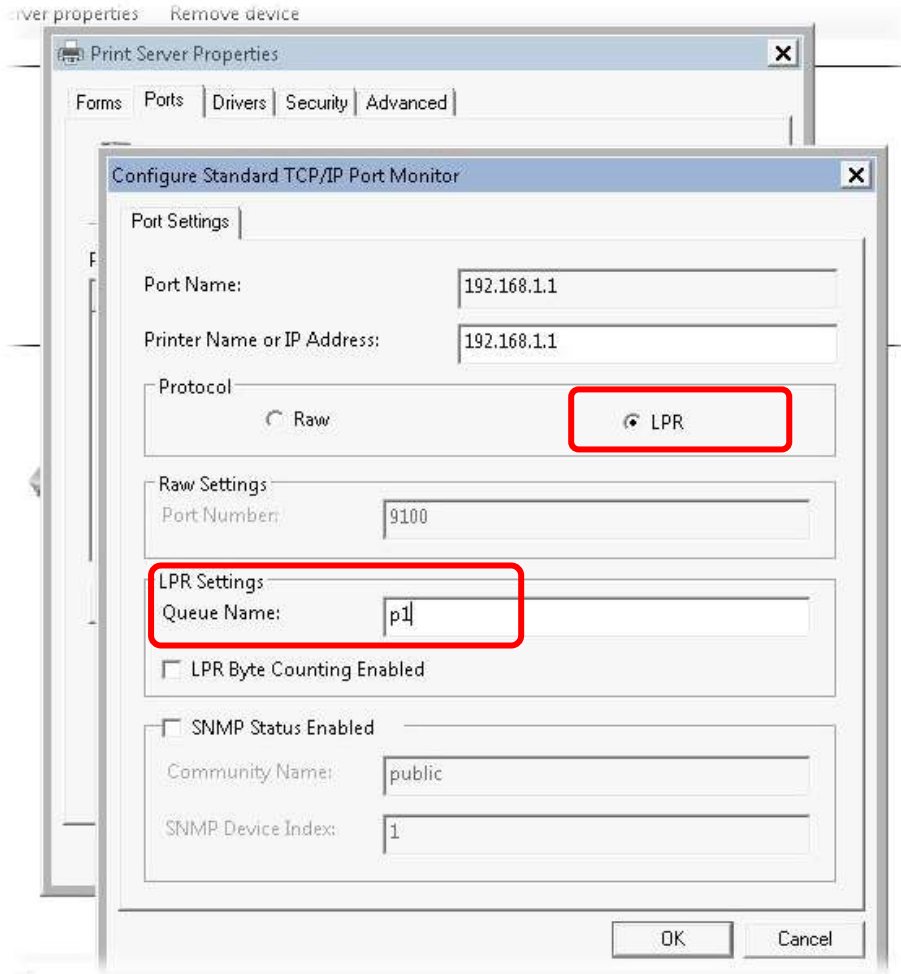 rver properties Remove device
Print Server Properties
Forms Ports Drivers Security Advanced
Configure Standard TCP/IP Port Monitor
Port Settings
Port Name: 192.168.1.1
Printer Name or IP Address: 192.168.1.1
Protocol
Raw LPR
Raw Settings
Port Number: 9100
LPR Settings
Queue Name: p1
LPR Byte Counting Enabled
SNMP Status Enabled
Community Name: public
SNMP Device Index: 1
OK Cancel